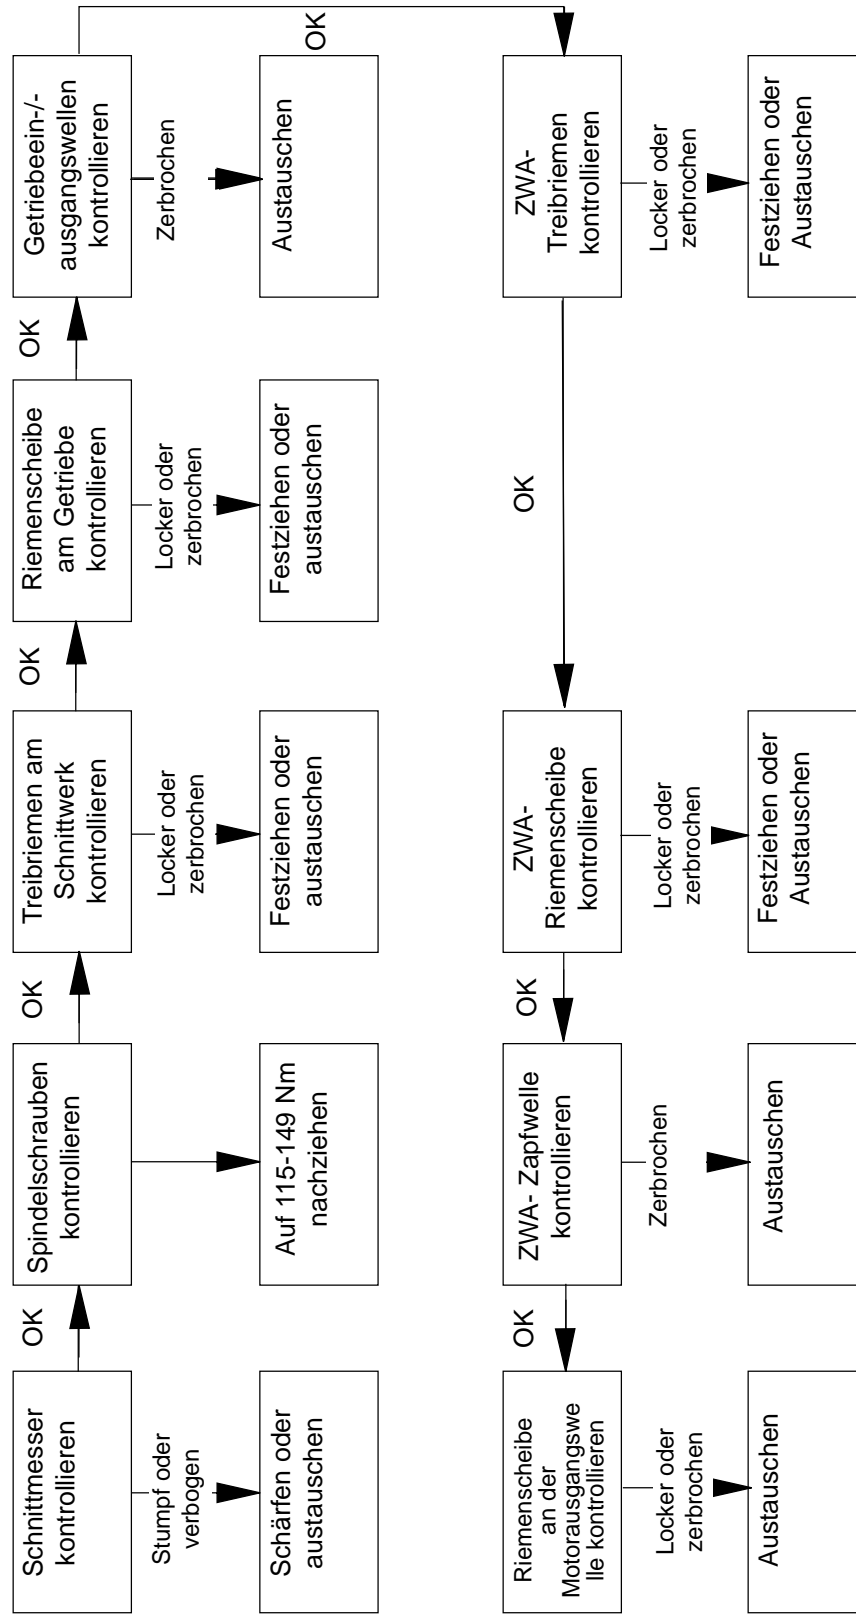 Schnittmesser
kontrollieren
OK
Stumpf oder
verbogen
Schärfen oder
austauschen
Spindelschrauben
kontrollieren
OK
Auf 115-149 Nm
nachziehen
Treibriemen am
Schnittwerk
kontrollieren
OK
Locker oder
zerbrochen
Festziehen oder
austauschen
Riemenscheibe
am Getriebe
kontrollieren
OK
Locker oder
zerbrochen
Festziehen oder
austauschen
Getriebeein-/-
ausgangswellen
kontrollieren
OK
Zerbrochen
Austauschen
ZWA-
Treibriemen
kontrollieren
OK
Locker oder
zerbrochen
Festziehen oder
Austauschen
ZWA-
Riemenscheibe
kontrollieren
OK
Locker oder
zerbrochen
Festziehen oder
Austauschen
ZWA- Zapfwelle
kontrollieren
OK
Zerbrochen
Austauschen
Riemenscheibe
an der
Motorausgangswe
lle kontrollieren
Locker oder
zerbrochen
Austauschen